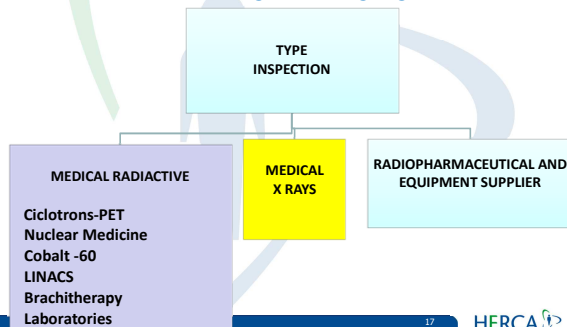 TYPE
INSPECTION
MEDICAL RADIACTIVE
Ciclotrons-PET
Nuclear Medicine
Cobalt -60
LINACS
Brachitherapy
Laboratories
MEDICAL
X RAYS
RADIOPHARMACEUTICAL AND
EQUIPMENT SUPPLIER
17
HERCA